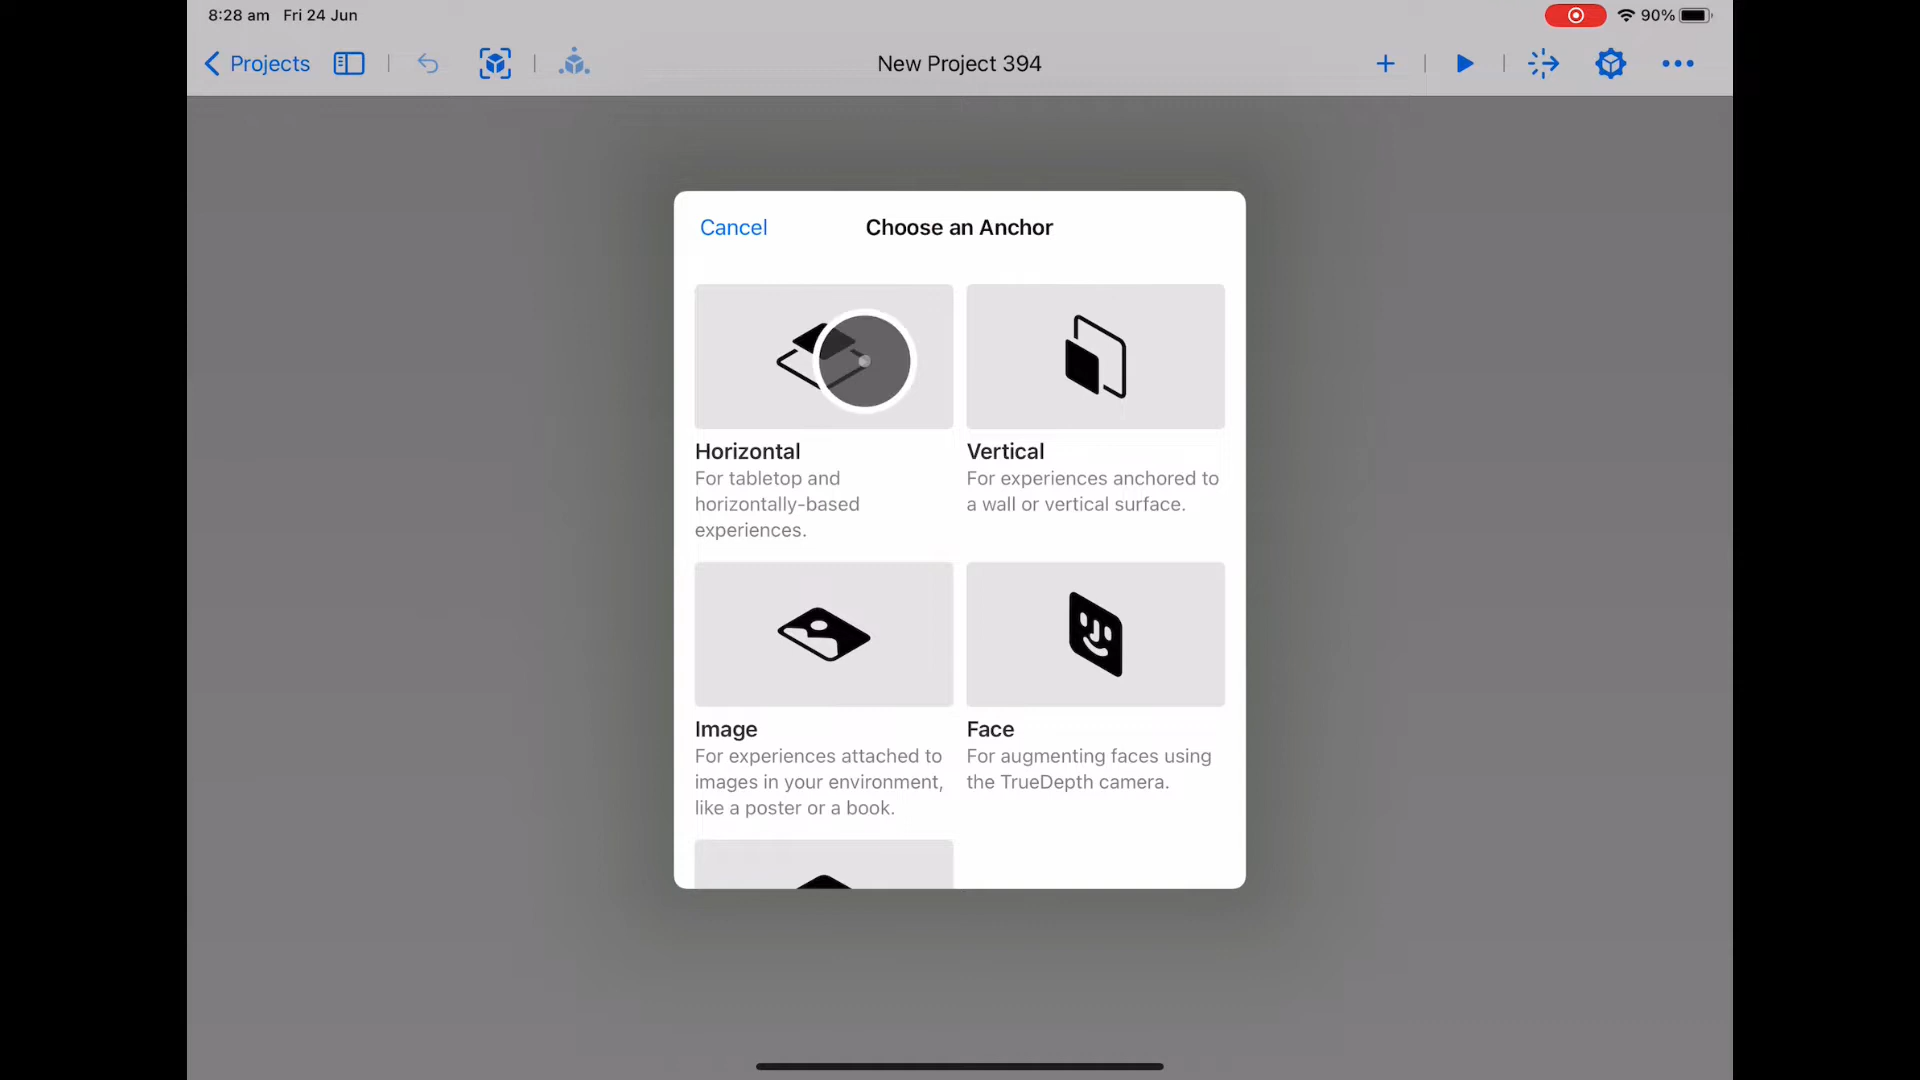 8:28 am Fri 24 Jun
90%
Projects
New Project 394
Cancel
Choose an Anchor
Horizontal
For tabletop and
horizontally-based
experiences.
Vertical
For experiences anchored to
a wall or vertical surface.
Image
For experiences attached to
images in your environment,
like a poster or a book.
Face
For augmenting faces using
the TrueDepth camera.